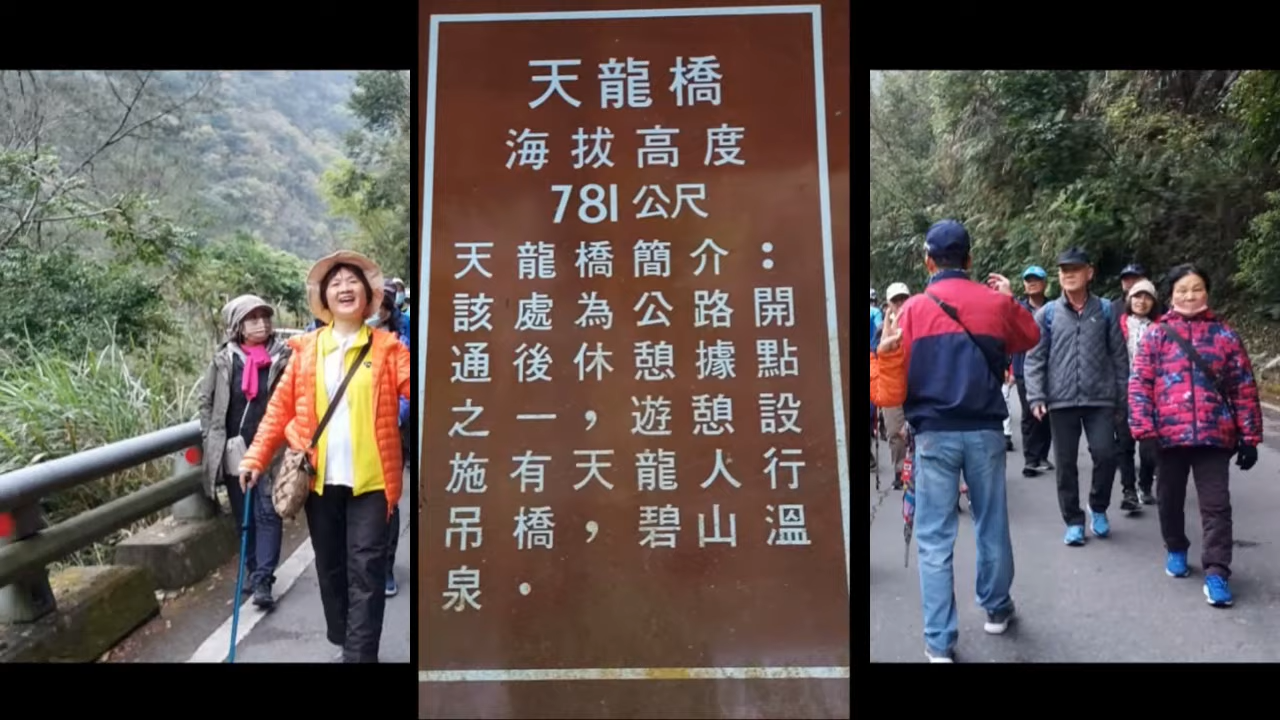 天龍橋
海拔高度
781公尺
天龍橋簡介：
該處為公路開
通後休憩據點
之一，遊憩設
施有天龍人行
吊橋，碧山溫
泉。